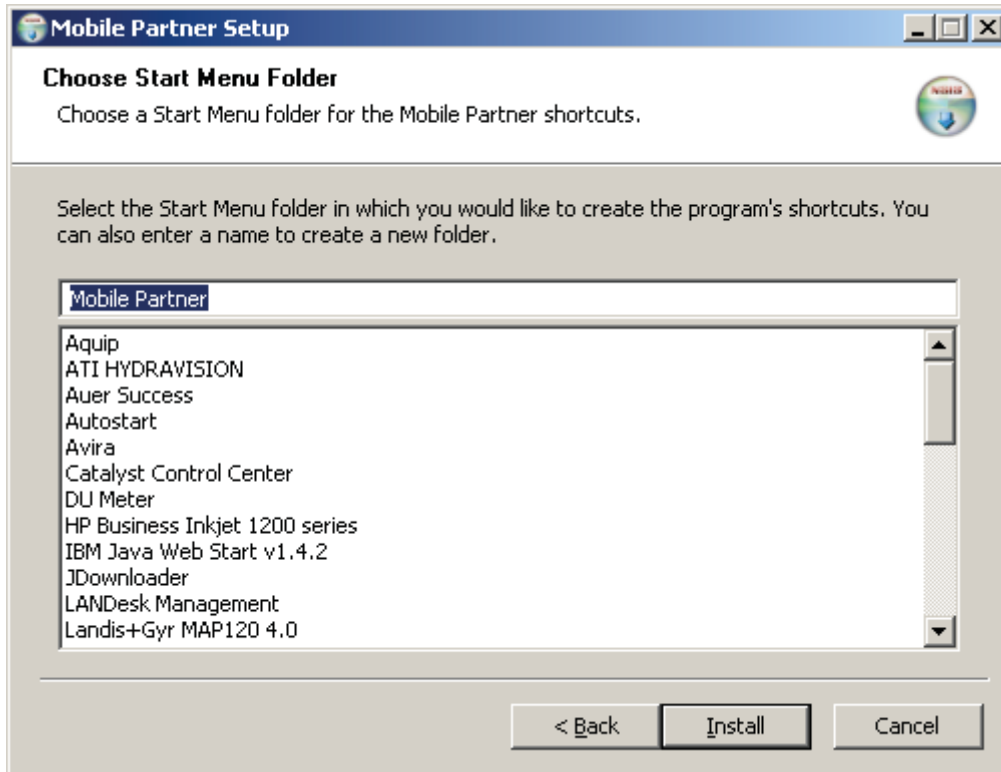 Mobile Partner Setup
Choose Start Menu Folder
Choose a Start Menu folder for the Mobile Partner shortcuts.
Select the Start Menu folder in which you would like to create the program's shortcuts. You
can also enter a name to create a new folder.
Mobile Partner
Aquip
ATI HYDRAVISION
Auer Success
Autostart
Avira
Catalyst Control Center
DU Meter
HP Business Inkjet 1200 series
IBM Java Web Start v1.4.2
JDownloader
LANDesk Management
Landis+Gyr MAP120 4.0
< Back
Install
Cancel